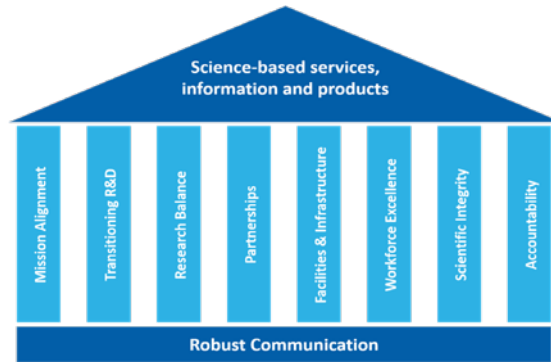 Science-based services,
information and products
Mission Alignment
Transitioning R&D
Research Balance
Partnerships
Facilities & Infrastructure
Workforce Excellence
Scientific Integrity
Accountability
Robust Communication